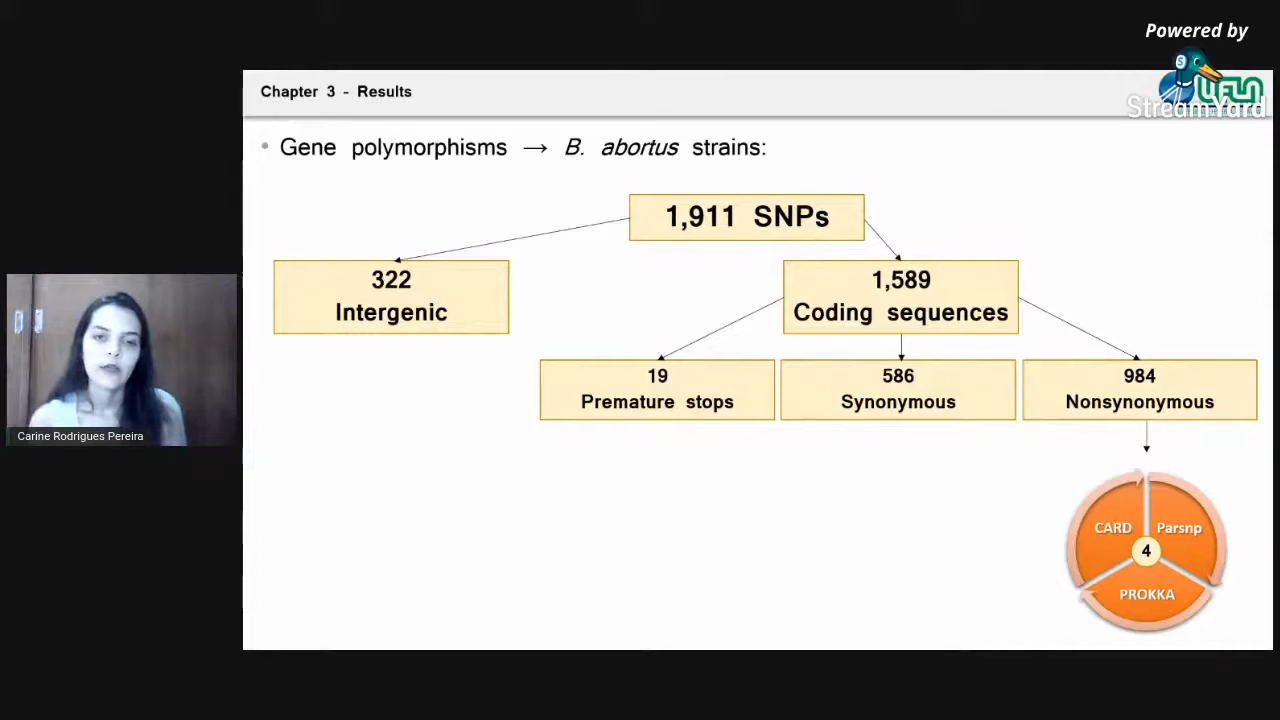 Powered by
UFLA
StreamYard
Chapter 3 - Results
• Gene polymorphisms → B. abortus strains:
1,911 SNPs
322
Intergenic
1,589
Coding sequences
19
Premature stops
586
Synonymous
984
Nonsynonymous
CARD
Parsnp
4
PROKKA
Carine Rodrigues Pereira